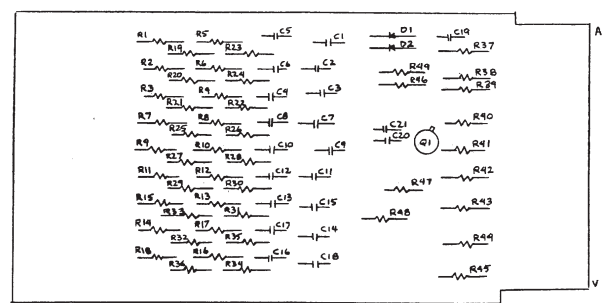 R1 R5 C5 C1 D1 C19
A
R19 R23 D2 R37
R2 R6 C6 C2
R20 R24 R49 R38
R3 R9 C4 C3 R46 R39
R21 R22
R7 R8 C8 C7 R40
R25 R26 C21
C20
R9 R10 C10 C9 Q1 R41
R27 R28
R11 R12 C12 C11 R42
R29 R30 R47
R15 R13 C13 C15 R43
R33 R31 R48
R14 R17 C17 C14
R32 R35 R44
R18 R16 C16 C18
R36 R34 R45
V